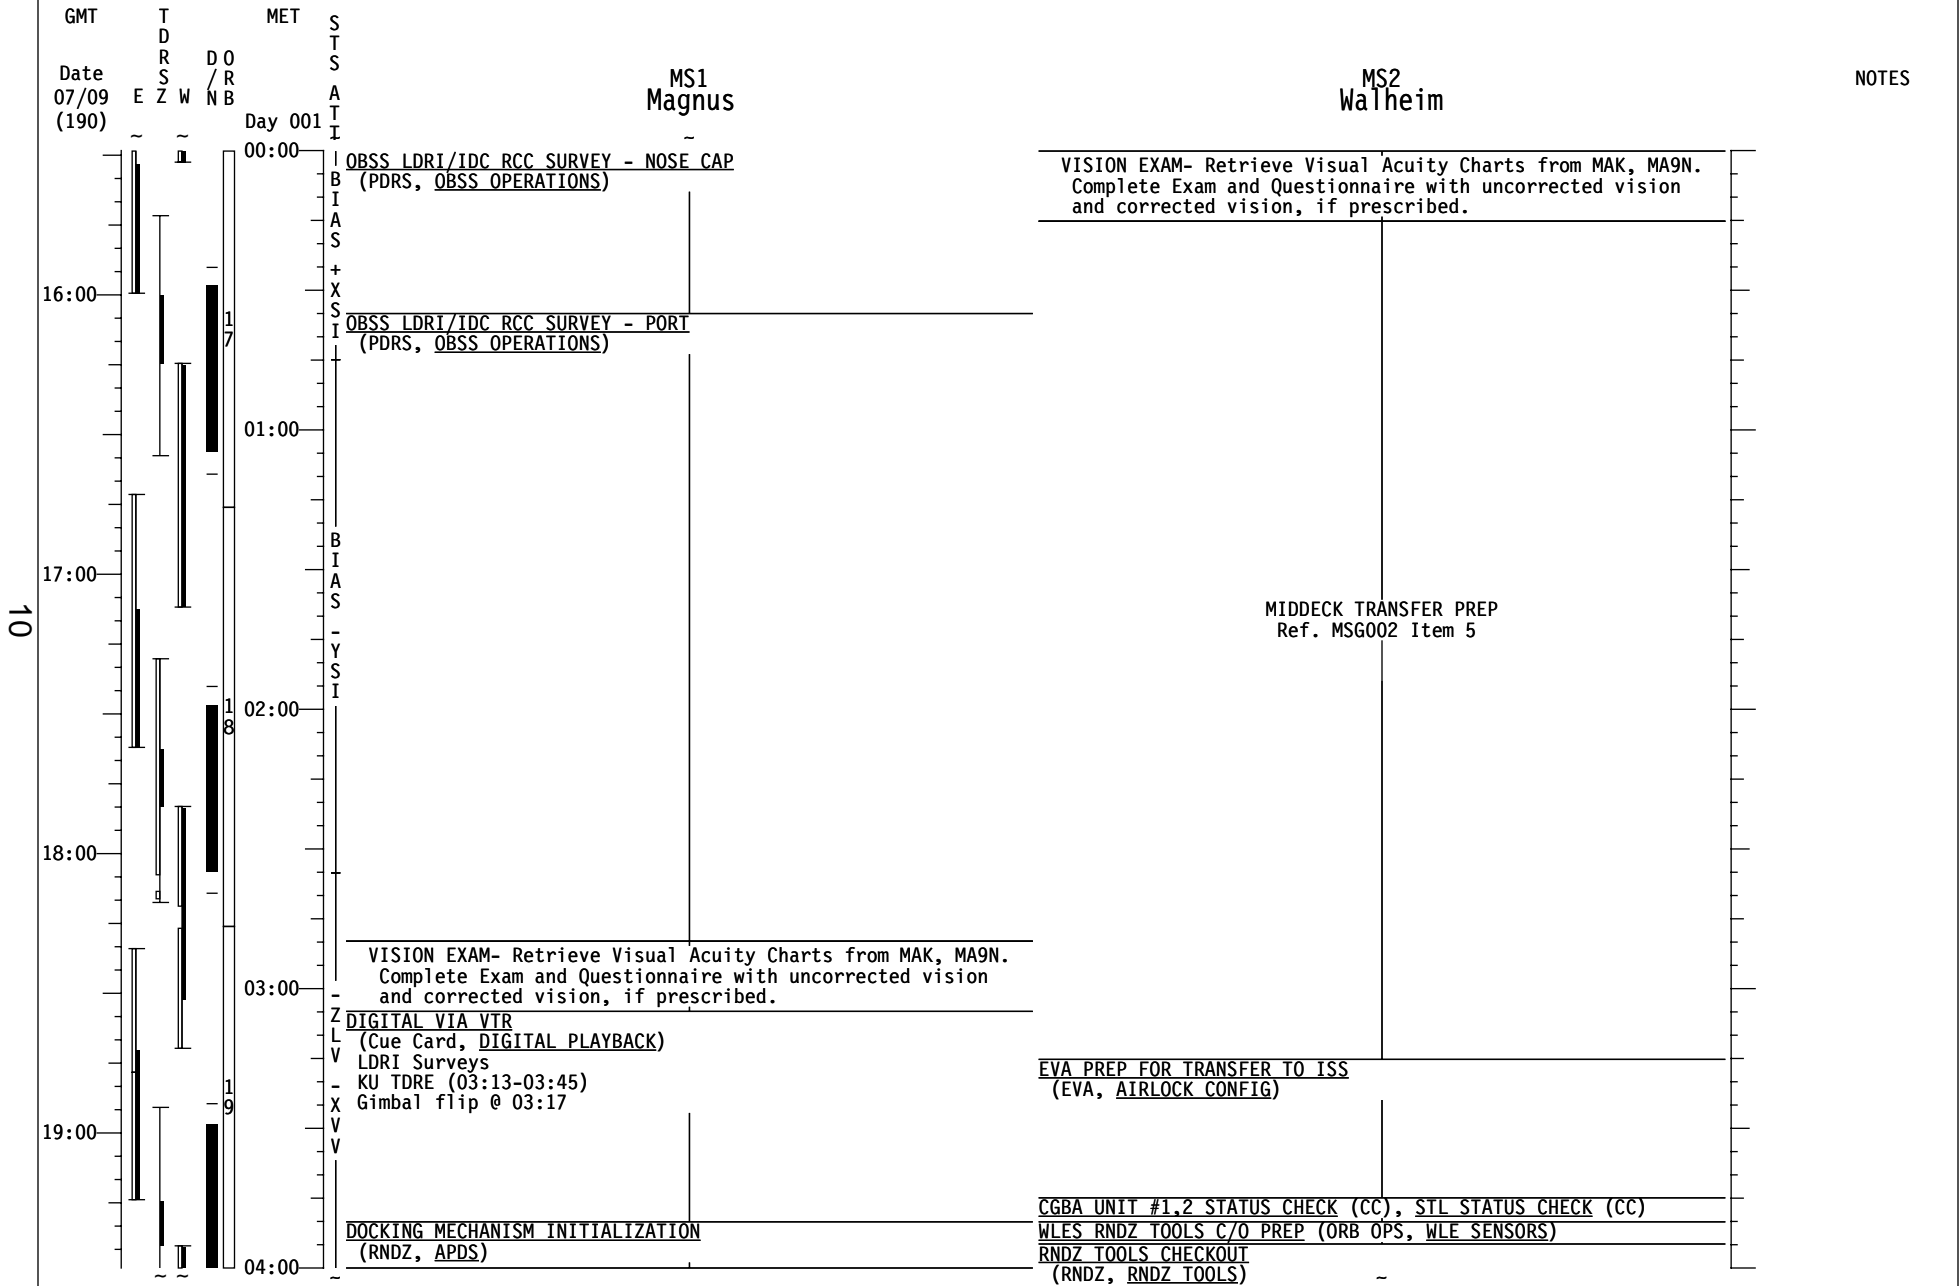 GMT
TDRSZ
MET
STS ATT
D/N
ORB
Date
07/09
(190)
E Z W
Day 001
MS1
Magnus
MS2
Walheim
NOTES
~
~
~
~
00:00
OBSS LDRI/IDC RCC SURVEY - NOSE CAP
(PDRS, OBSS OPERATIONS)
VISION EXAM- Retrieve Visual Acuity Charts from MAK, MA9N.
Complete Exam and Questionnaire with uncorrected vision
and corrected vision, if prescribed.
BIAS +XSI
16:00
17
OBSS LDRI/IDC RCC SURVEY - PORT
(PDRS, OBSS OPERATIONS)
01:00
BIAS -YSI
17:00
10
MIDDECK TRANSFER PREP
Ref. MSG002 Item 5
18
02:00
18:00
VISION EXAM- Retrieve Visual Acuity Charts from MAK, MA9N.
Complete Exam and Questionnaire with uncorrected vision
and corrected vision, if prescribed.
03:00
-ZLV -XVV
DIGITAL VIA VTR
(Cue Card, DIGITAL PLAYBACK)
LDRI Surveys
KU TDRE (03:13-03:45)
Gimbal flip @ 03:17
EVA PREP FOR TRANSFER TO ISS
(EVA, AIRLOCK CONFIG)
19
19:00
CGBA UNIT #1,2 STATUS CHECK (CC), STL STATUS CHECK (CC)
DOCKING MECHANISM INITIALIZATION
(RNDZ, APDS)
WLES RNDZ TOOLS C/O PREP (ORB OPS, WLE SENSORS)
RNDZ TOOLS CHECKOUT
(RNDZ, RNDZ TOOLS)
04:00
~ ~
~
~